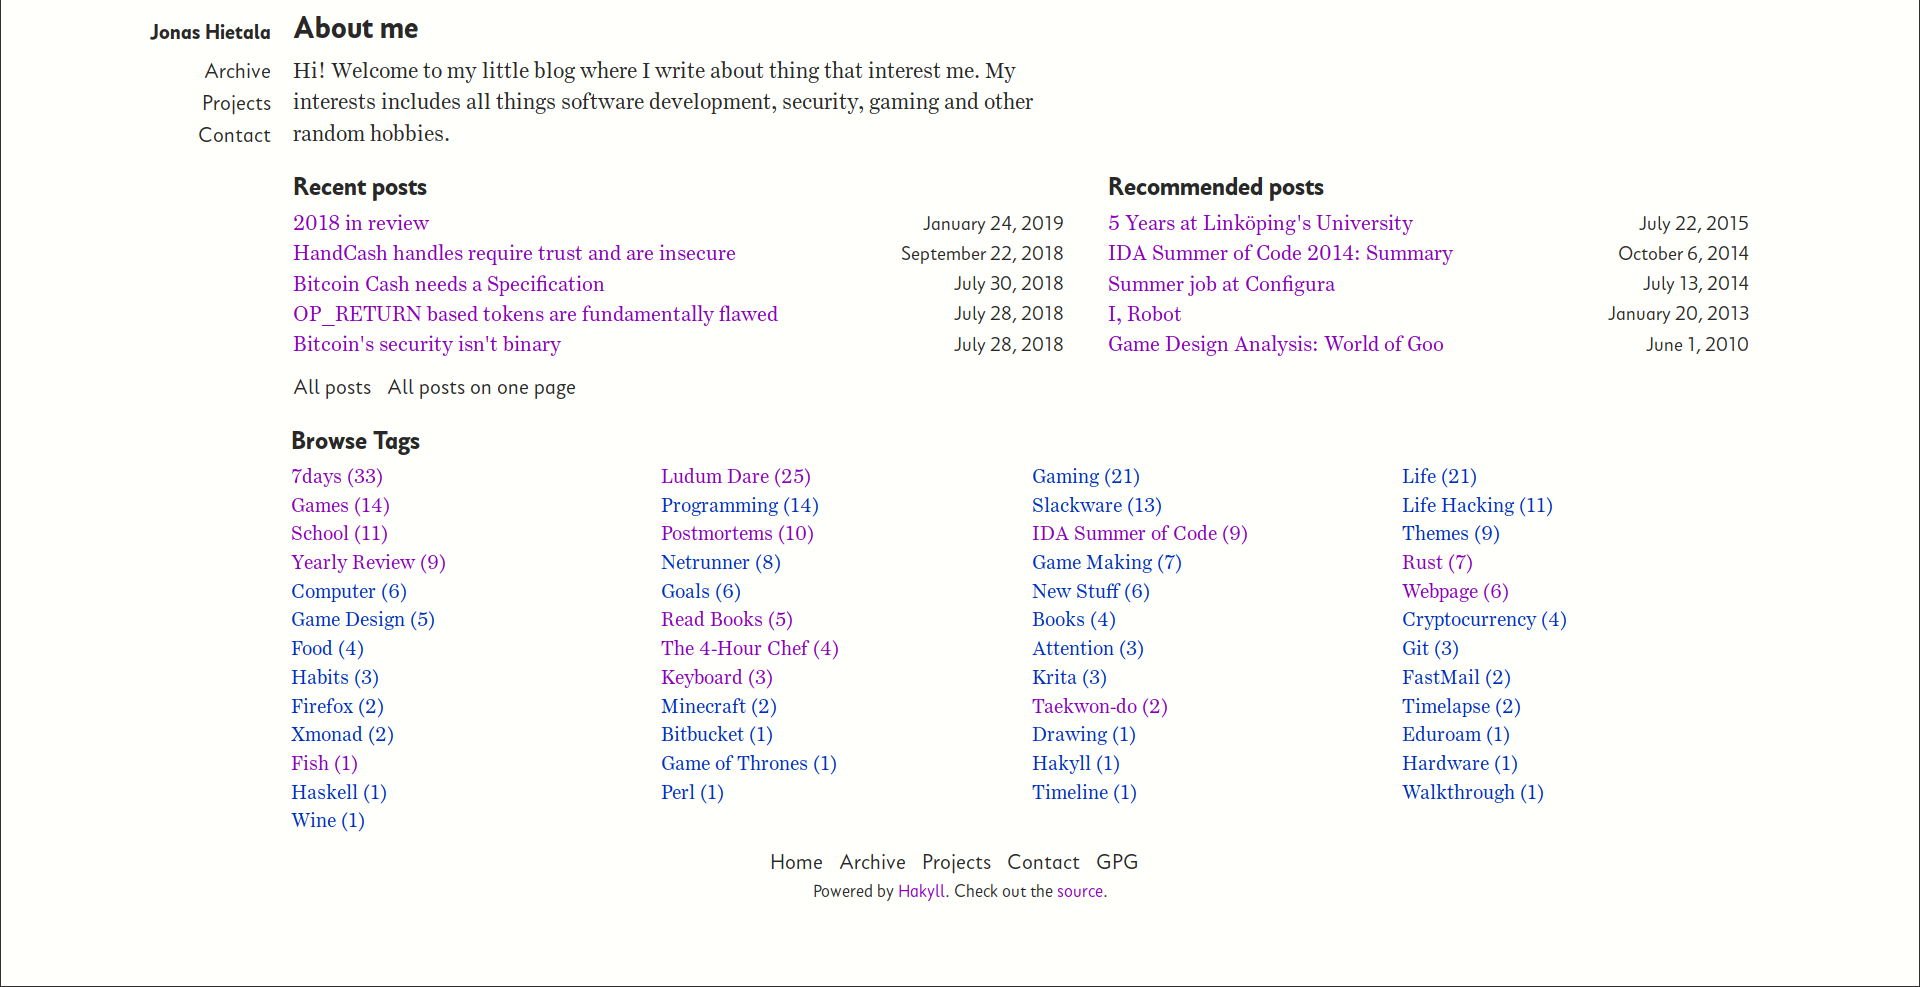 Jonas Hietala
Archive
Projects
Contact
About me
Hi! Welcome to my little blog where I write about thing that interest me. My
interests includes all things software development, security, gaming and other
random hobbies.
Recent posts
2018 in review January 24, 2019
HandCash handles require trust and are insecure September 22, 2018
Bitcoin Cash needs a Specification July 30, 2018
OP_RETURN based tokens are fundamentally flawed July 28, 2018
Bitcoin's security isn't binary July 28, 2018
Recommended posts
5 Years at Linköping's University July 22, 2015
IDA Summer of Code 2014: Summary October 6, 2014
Summer job at Configura July 13, 2014
I, Robot January 20, 2013
Game Design Analysis: World of Goo June 1, 2010
All posts All posts on one page
Browse Tags
7days (33) Ludum Dare (25) Gaming (21) Life (21)
Games (14) Programming (14) Slackware (13) Life Hacking (11)
School (11) Postmortems (10) IDA Summer of Code (9) Themes (9)
Yearly Review (9) Netrunner (8) Game Making (7) Rust (7)
Computer (6) Goals (6) New Stuff (6) Webpage (6)
Game Design (5) Read Books (5) Books (4) Cryptocurrency (4)
Food (4) The 4-Hour Chef (4) Attention (3) Git (3)
Habits (3) Keyboard (3) Krita (3) FastMail (2)
Firefox (2) Minecraft (2) Taekwon-do (2) Timelapse (2)
Xmonad (2) Bitbucket (1) Drawing (1) Eduroam (1)
Fish (1) Game of Thrones (1) Hakyll (1) Hardware (1)
Haskell (1) Perl (1) Timeline (1) Walkthrough (1)
Wine (1)
Home Archive Projects Contact GPG
Powered by Hakyll. Check out the source.